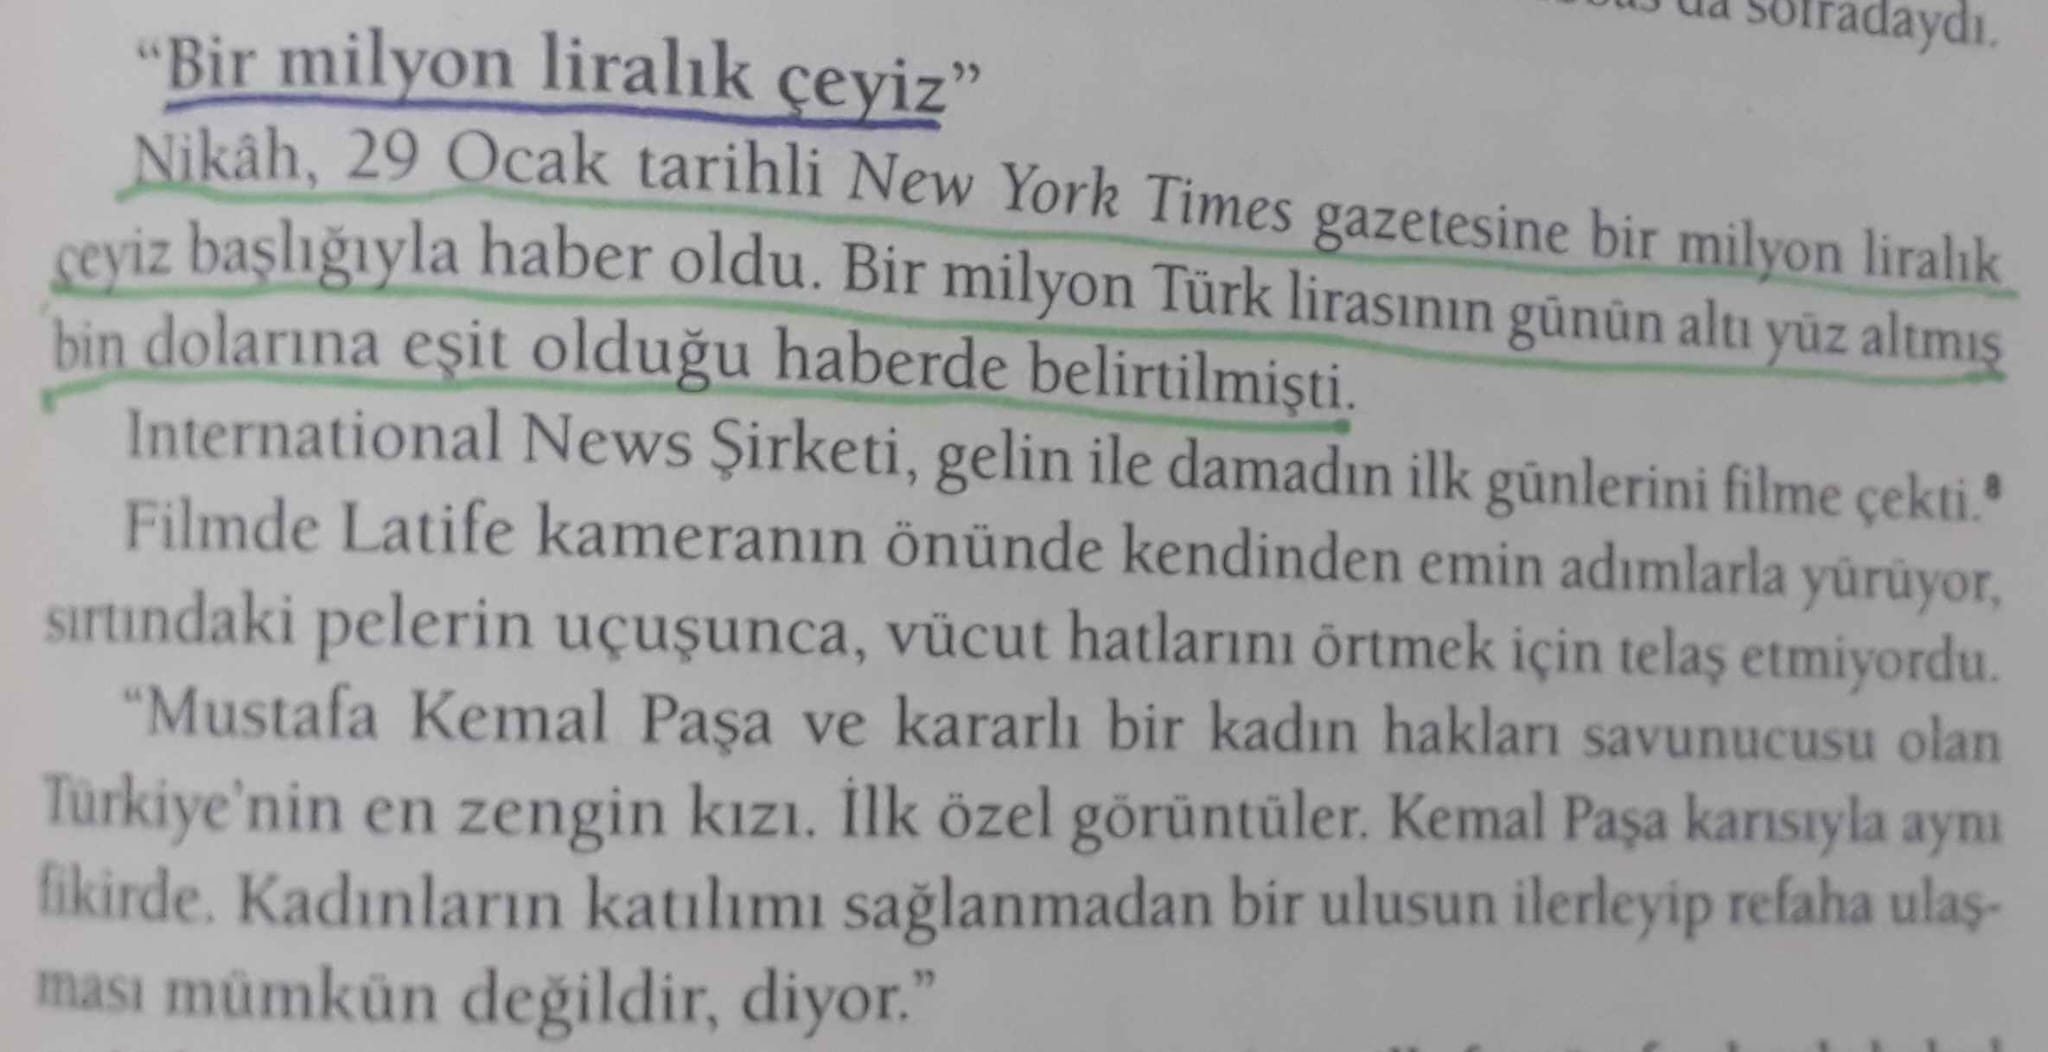 da sofradaydı.
“Bir milyon liralık çeyiz”
Nikâh, 29 Ocak tarihli New York Times gazetesine bir milyon liralık
çeyiz başlığıyla haber oldu. Bir milyon Türk lirasının günün altı yüz altmış
bin dolarına eşit olduğu haberde belirtilmişti.
International News Şirketi, gelin ile damadın ilk günlerini filme çekti.8
Filmde Latife kameranın önünde kendinden emin adımlarla yürüyor,
sırtındaki pelerin uçuşunca, vücut hatlarını örtmek için telaş etmiyordu.
“Mustafa Kemal Paşa ve kararlı bir kadın hakları savunucusu olan
Türkiye’nin en zengin kızı. İlk özel görüntüler. Kemal Paşa karısıyla aynı
fikirde. Kadınların katılımı sağlanmadan bir ulusun ilerleyip refaha ulaş-
ması mümkün değildir, diyor.”